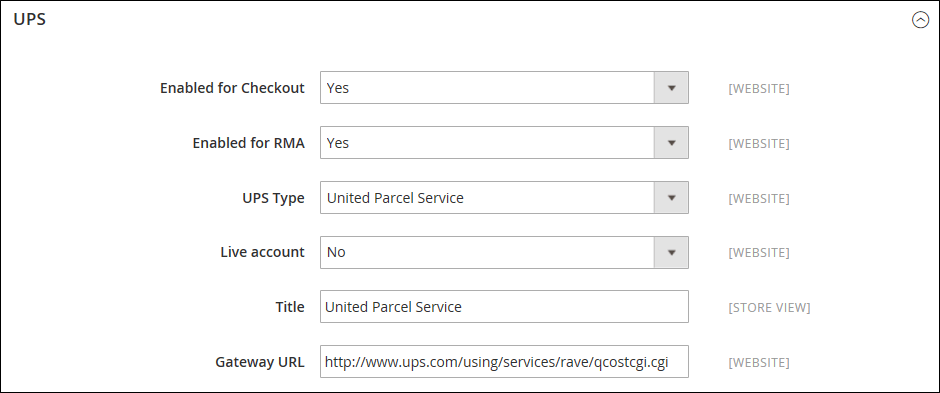 UPS
Enabled for Checkout Yes [WEBSITE]
Enabled for RMA Yes [WEBSITE]
UPS Type United Parcel Service [WEBSITE]
Live account No [WEBSITE]
Title United Parcel Service [STORE VIEW]
Gateway URL http://www.ups.com/using/services/rave/qcostcgi.cgi [WEBSITE]